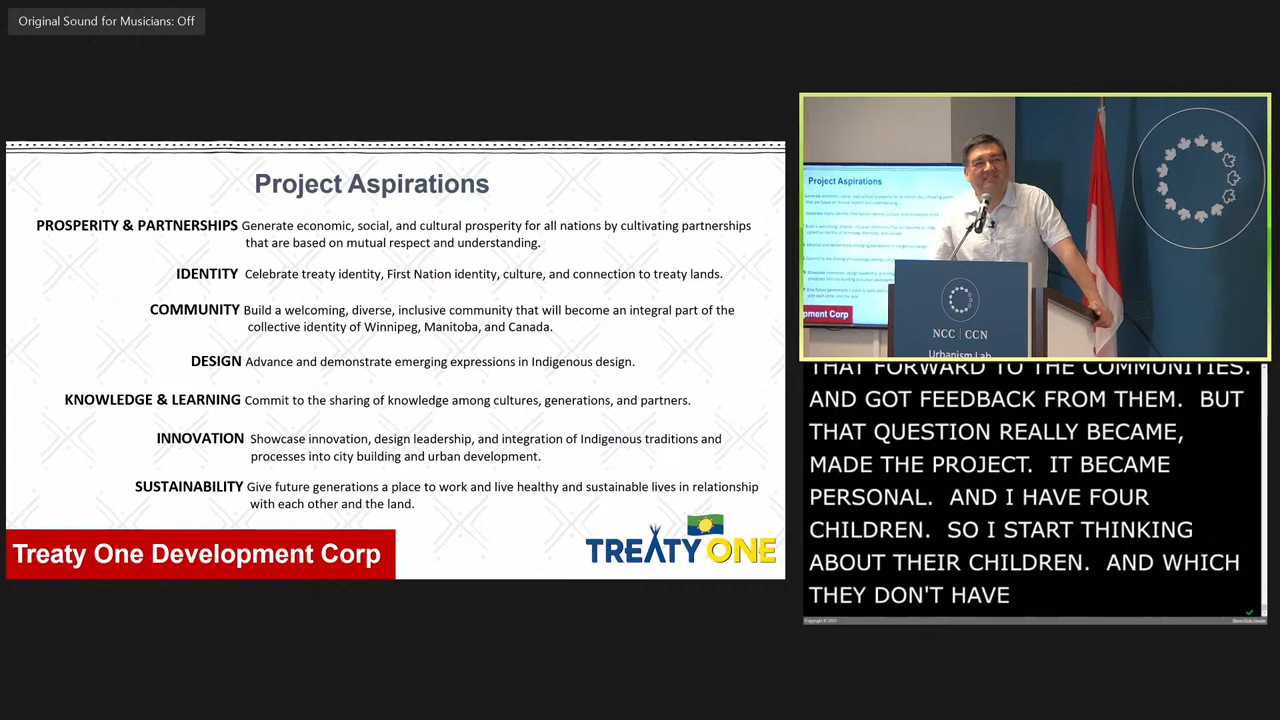 Original Sound for Musicians: Off
Project Aspirations
PROSPERITY & PARTNERSHIPS Generate economic, social, and cultural prosperity for all nations by cultivating partnerships
that are based on mutual respect and understanding.
IDENTITY Celebrate treaty identity, First Nation identity, culture, and connection to treaty lands.
COMMUNITY Build a welcoming, diverse, inclusive community that will become an integral part of the
collective identity of Winnipeg, Manitoba, and Canada.
DESIGN Advance and demonstrate emerging expressions in Indigenous design.
KNOWLEDGE & LEARNING Commit to the sharing of knowledge among cultures, generations, and partners.
INNOVATION Showcase innovation, design leadership, and integration of Indigenous traditions and
processes into city building and urban development.
SUSTAINABILITY Give future generations a place to work and live healthy and sustainable lives in relationship
with each other and the land.
Treaty One Development Corp
TREATY ONE
Project Aspirations
pment Corp
NCC | CCN
Urbanism Lab
THAT FORWARD TO THE COMMUNITIES.
AND GOT FEEDBACK FROM THEM. BUT
THAT QUESTION REALLY BECAME,
MADE THE PROJECT. IT BECAME
PERSONAL. AND I HAVE FOUR
CHILDREN. SO I START THINKING
ABOUT THEIR CHILDREN. AND WHICH
THEY DON'T HAVE